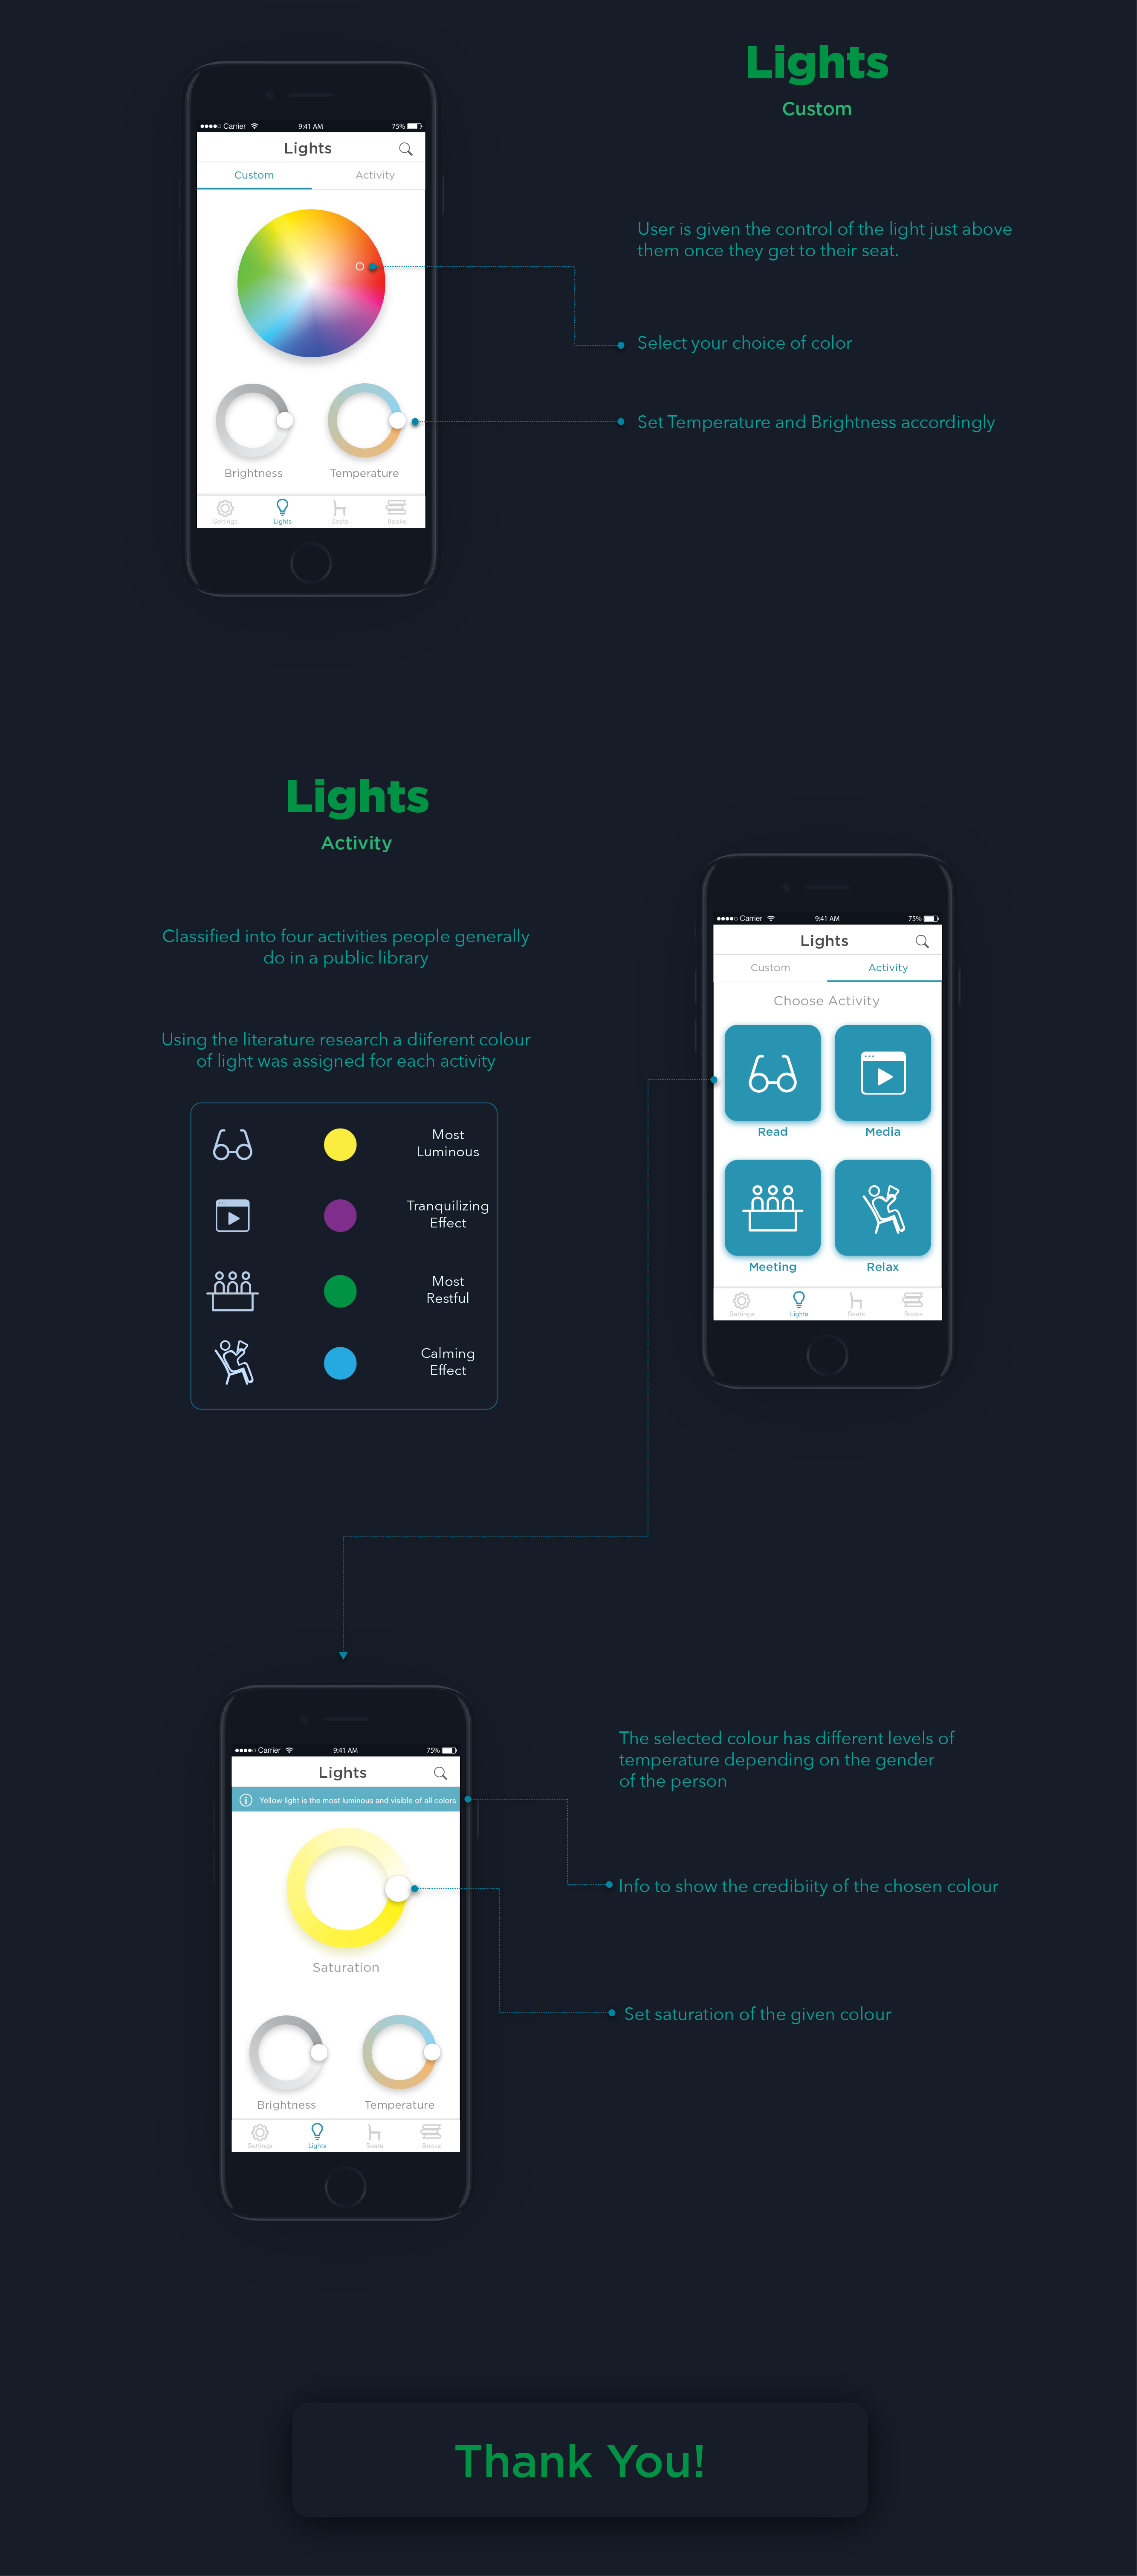 Lights
Custom
Carrier 9:41 AM 75%
Lights
Custom Activity
User is given the control of the light just above
them once they get to their seat.
Select your choice of color
Set Temperature and Brightness accordingly
Brightness Temperature
Settings Lights Seats Books
Lights
Activity
Classified into four activities people generally
do in a public library
Using the literature research a diiferent colour
of light was assigned for each activity
Most
Luminous
Tranquilizing
Effect
Most
Restful
Calming
Effect
Carrier 9:41 AM 75%
Lights
Custom Activity
Choose Activity
Read Media
Meeting Relax
Settings Lights Seats Books
Carrier 9:41 AM 75%
Lights
Yellow light is the most luminous and visible of all colors
Saturation
Brightness Temperature
Settings Lights Seats Books
The selected colour has different levels of
temperature depending on the gender
of the person
Info to show the credibiity of the chosen colour
Set saturation of the given colour
Thank You!